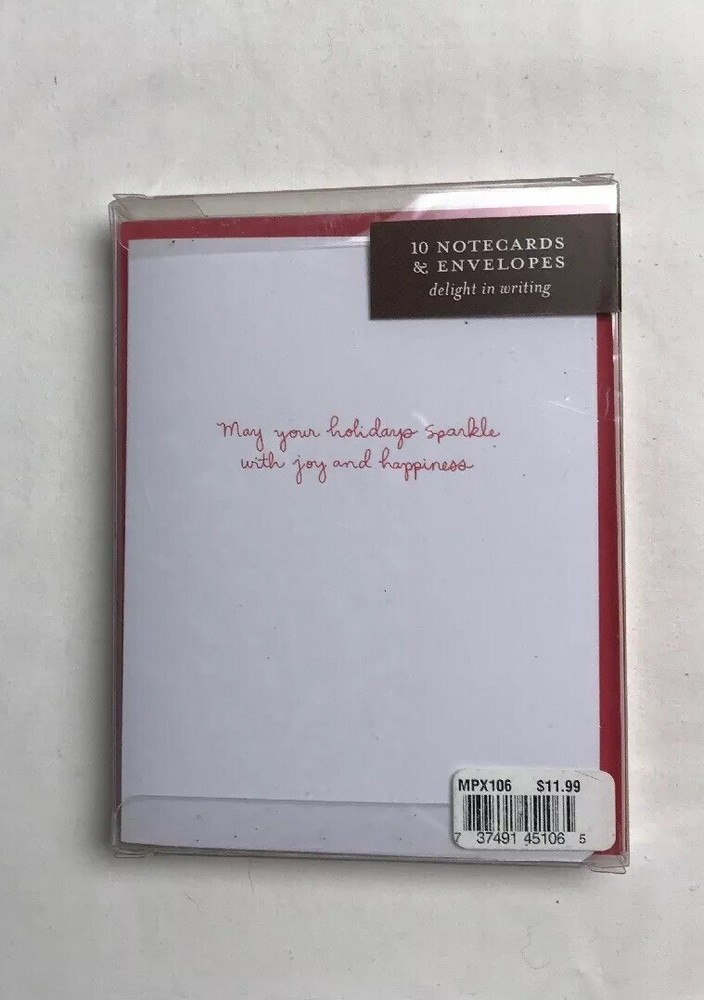 10 NOTECARDS
& ENVELOPES
delight in writing
May your holidays sparkle
with joy and happiness
MPX106 $11.99
7 37491 45106 5